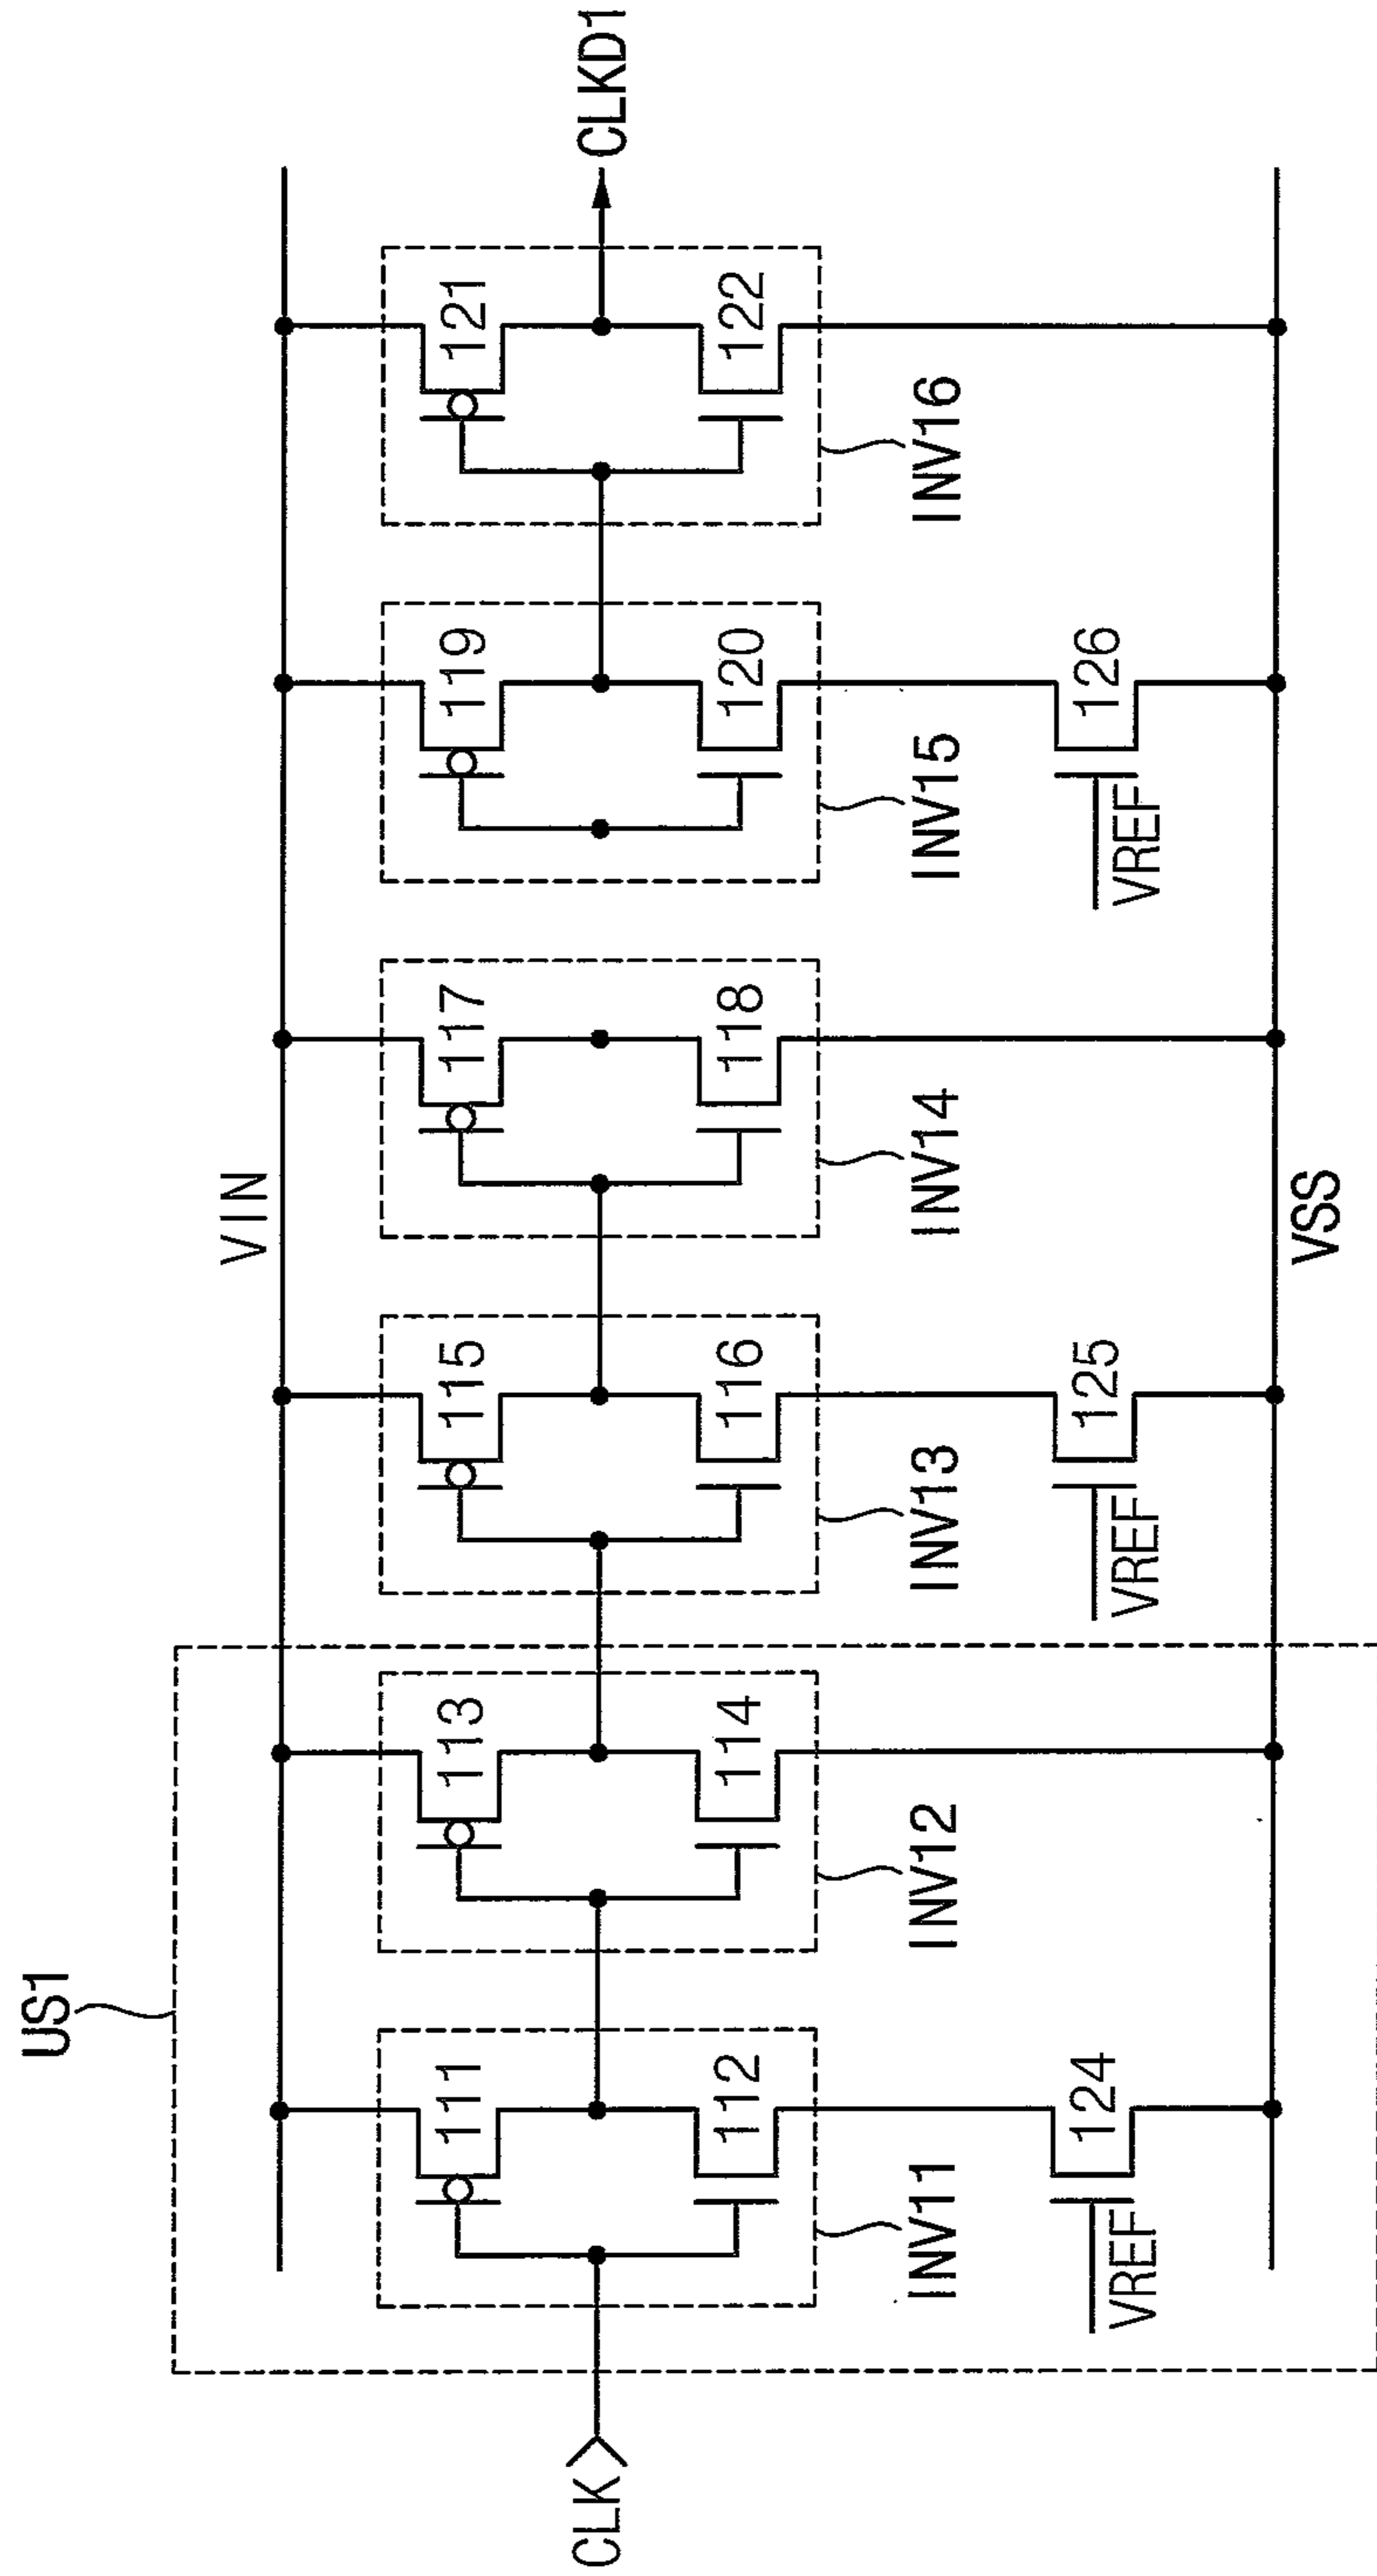 US1
VIN
CLK
111
113
115
117
119
121
CLKD1
112
114
116
118
120
122
INV11
INV12
INV13
INV14
INV15
INV16
124
125
126
VREF
VREF
VREF
VSS